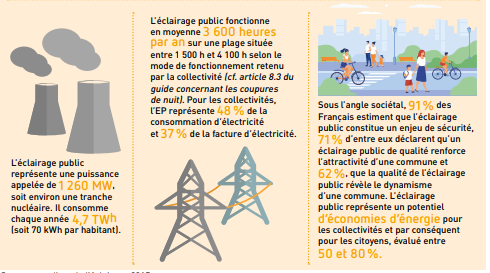 L'éclairage public
représente une puissance
appelée de 1 260 MW,
soit environ une tranche
nucléaire. Il consomme
chaque année 4,7 TWh
(soit 70 kWh par habitant).
L'éclairage public fonctionne
en moyenne 3 600 heures
par an sur une plage située
entre 1 500 h et 4 100 h selon le
mode de fonctionnement retenu
par la collectivité (cf. article 8.3 du
guide concernant les coupures
de nuit). Pour les collectivités,
l'EP représente 48 % de la
consommation d'électricité
et 37 % de la facture d'électricité.
Sous l'angle sociétal, 91 % des
Français estiment que l'éclairage
public constitue un enjeu de sécurité,
71 % d'entre eux déclarent qu'un
éclairage public de qualité renforce
l'attractivité d'une commune et
62 %, que la qualité de l'éclairage
public révèle le dynamisme
d'une commune. L'éclairage
public représente un potentiel
d'économies d'énergie pour
les collectivités et par conséquent
pour les citoyens, évalué entre
50 et 80 %.